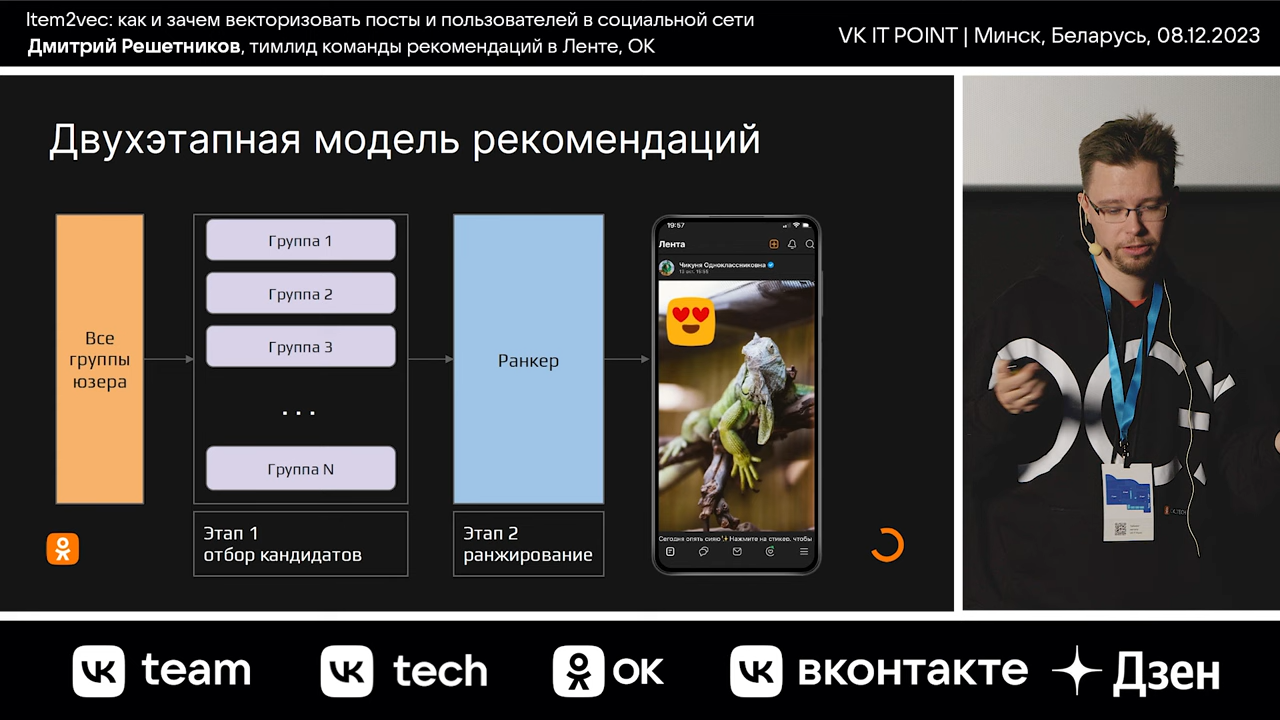 Item2vec: как и зачем векторизовать посты и пользователей в социальной сети
Дмитрий Решетников, тимлид команды рекомендаций в Ленте, ОК
VK IT POINT | Минск, Беларусь, 08.12.2023
Двухэтапная модель рекомендаций
Все
группы
юзера
Группа 1
Группа 2
Группа 3
...
Группа N
Этап 1
отбор кандидатов
Ранкер
Этап 2
ранжирование
19:57
Лента
Чикуня Одноклассниковна
Сегодня опять сияю ✨ Нажмите на стикер, чтобы
team
tech
ок
вконтакте
Дзен